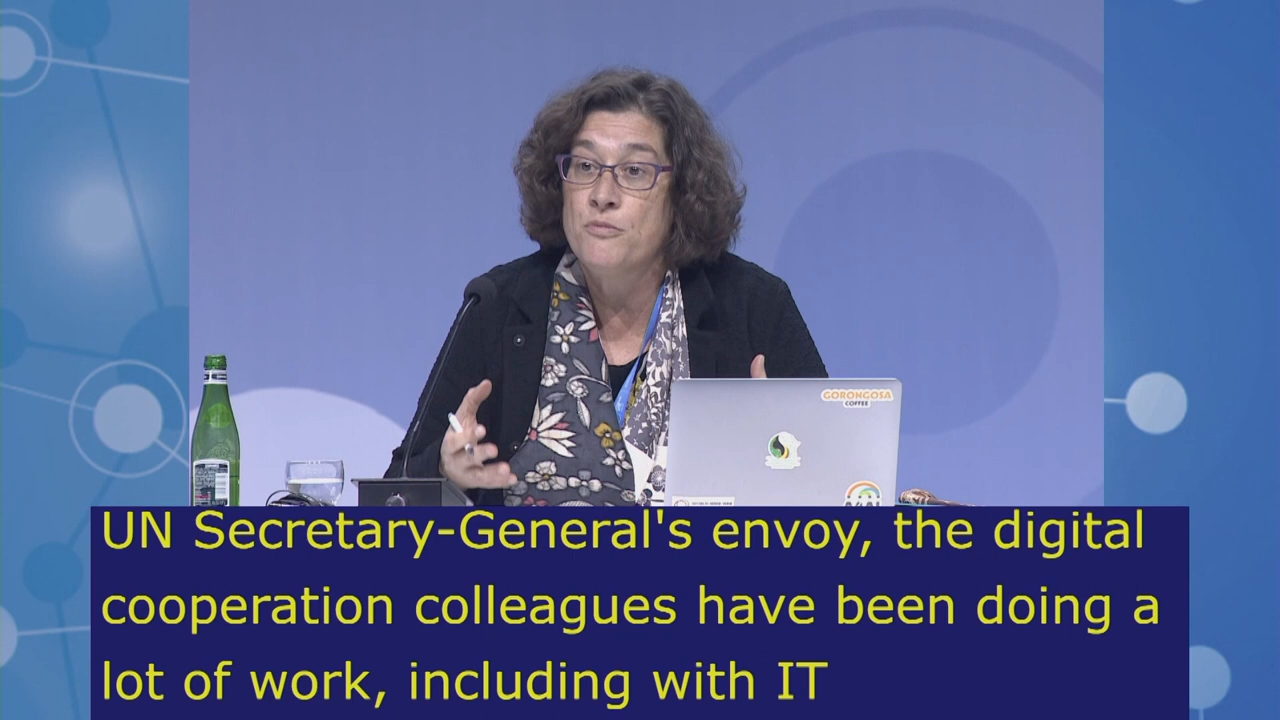 GORONGOSA
COFFEE
UN Secretary-General's envoy, the digital
cooperation colleagues have been doing a
lot of work, including with IT